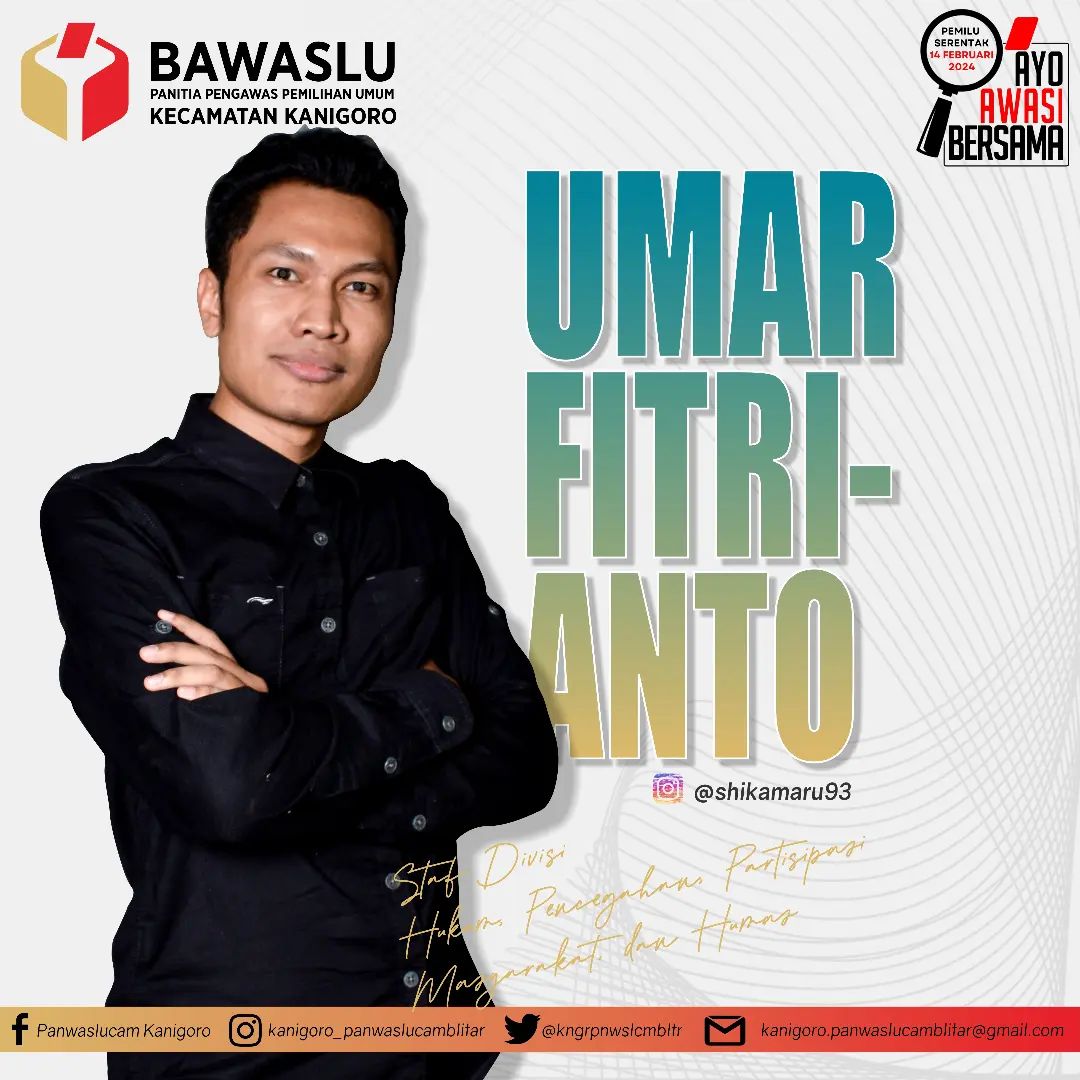 BAWASLU
PANITIA PENGAWAS PEMILIHAN UMUM
KECAMATAN KANIGORO
PEMILU
SERENTAK
14 FEBRUARI
2024
AYO
AWASI
BERSAMA
UMAR
FITRI-
ANTO
@shikamaru93
Staf Divisi
Hukum, Pencegahan, Partisipasi
Masyarakat, dan Humas
Panwaslucam Kanigoro
kanigoro_panwaslucamblitar
@kngrpnwslcmbltr
kanigoro.panwaslucamblitar@gmail.com